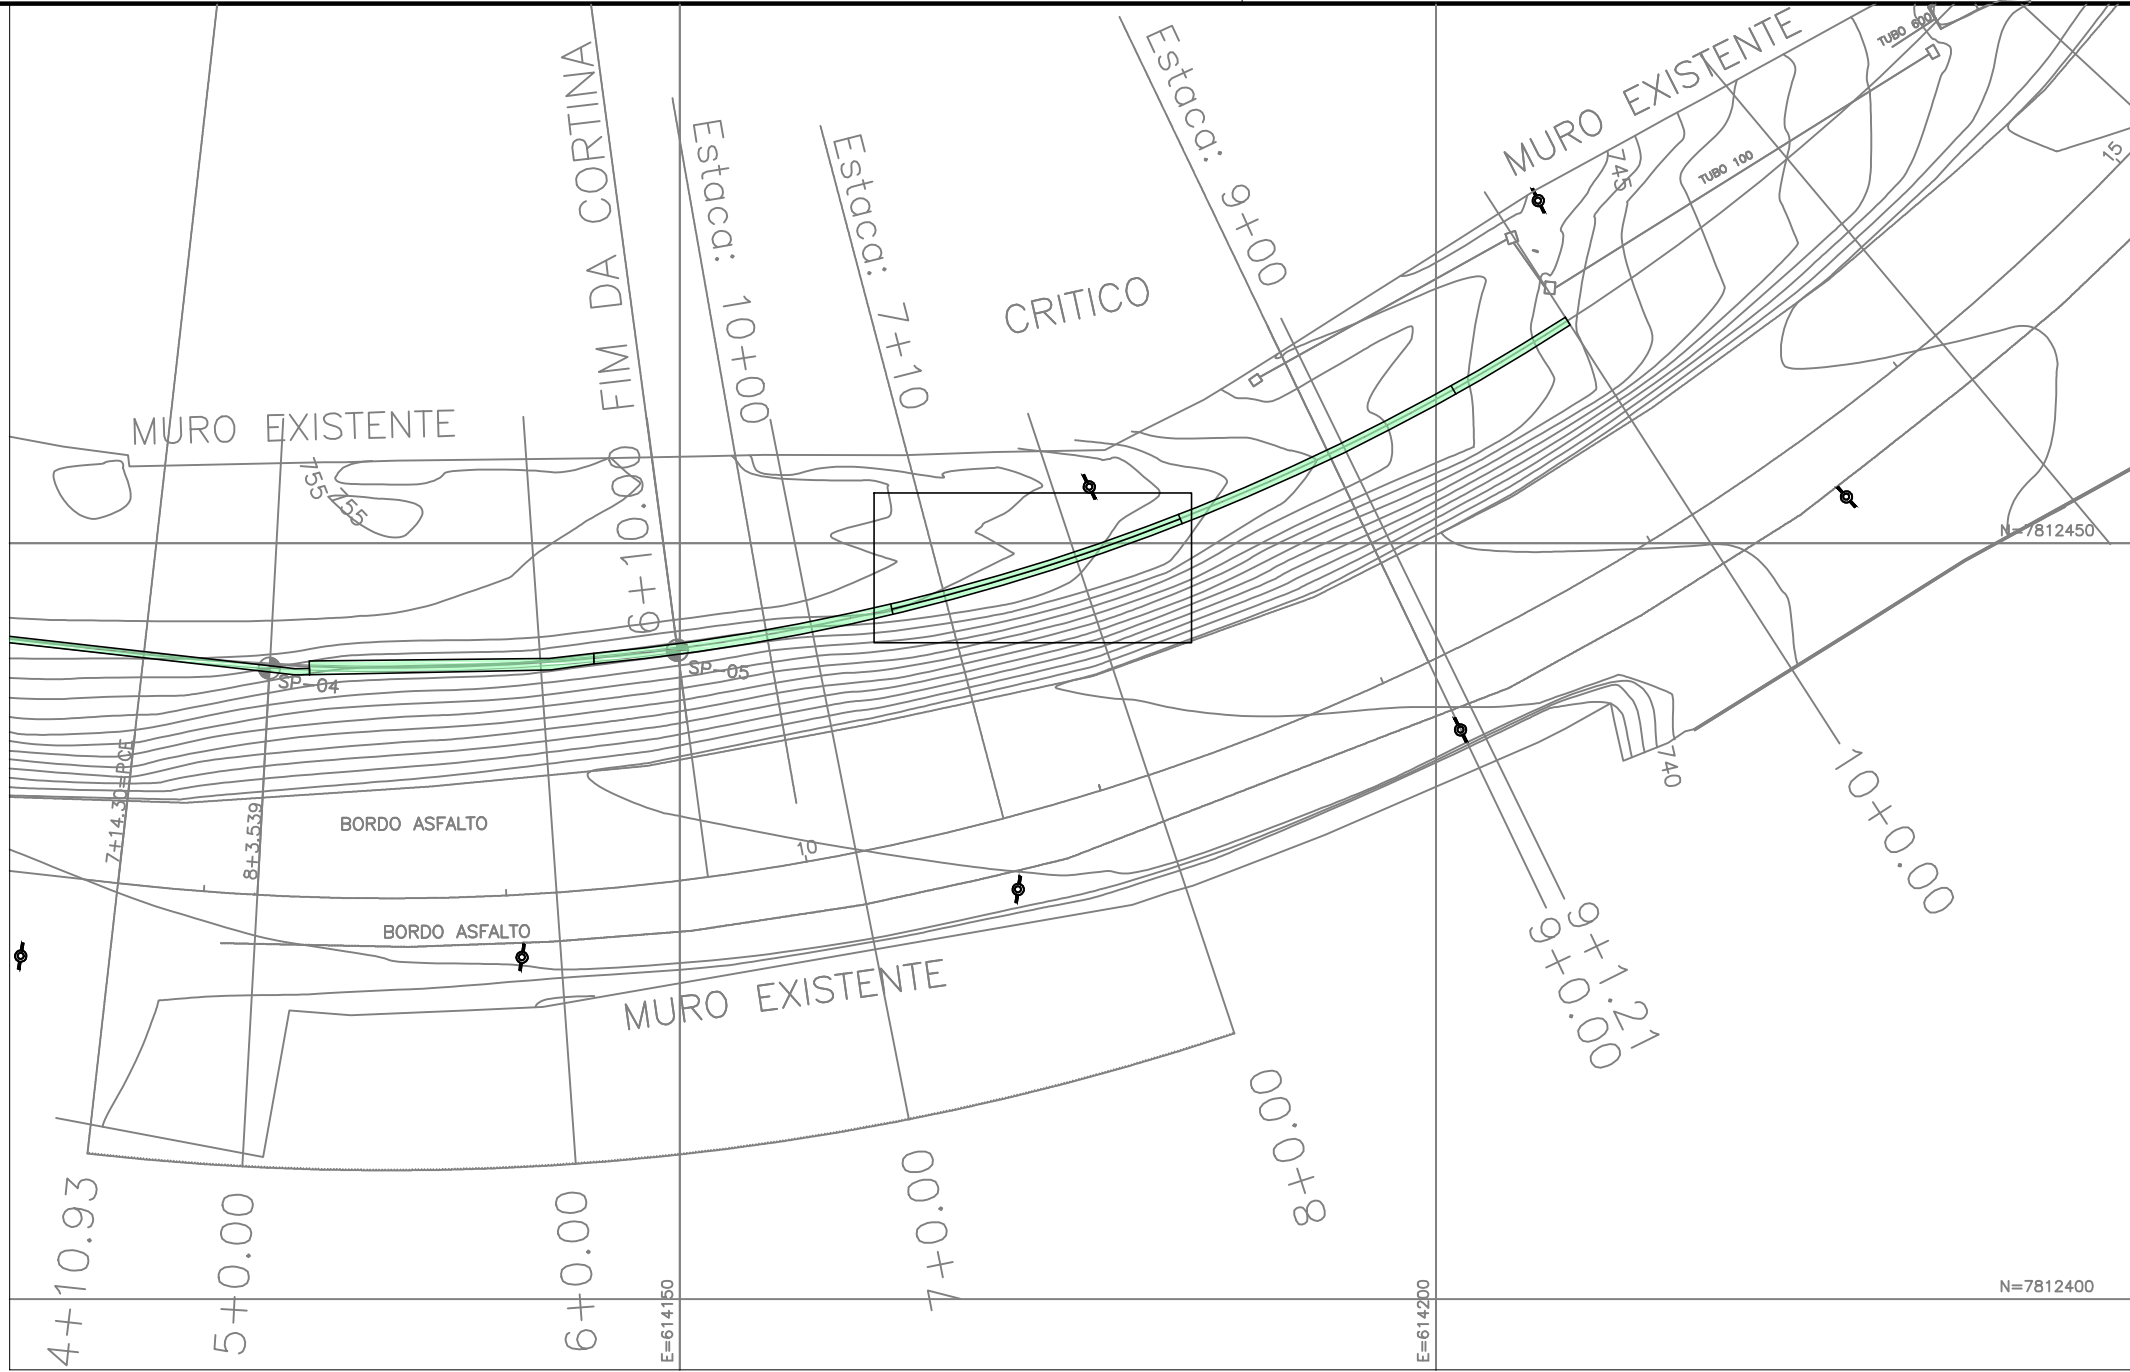 TUBO 600
MURO EXISTENTE
Estaca: 9+00
FIM DA CORTINA
6+10.00
Estaca: 10+00
Estaca: 7+10
745
TUBO 100
15
CRITICO
MURO EXISTENTE
755
755
N=7812450
SP-04
SP-05
7+14.30=PCE
8+3.539
740
10+0.00
BORDO ASFALTO
10
BORDO ASFALTO
9+1.21
9+0.00
MURO EXISTENTE
8+0.00
7+0.00
4+10.93
5+0.00
6+0.00
E=614150
E=614200
N=7812400